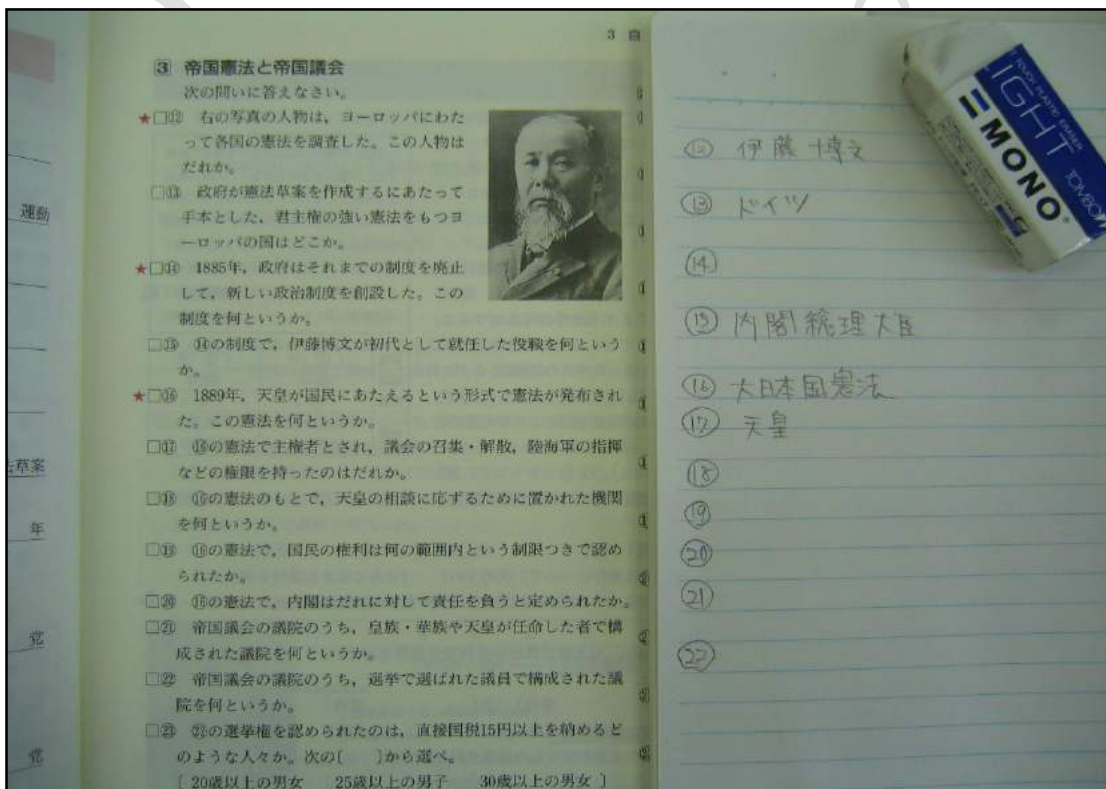 運動
草案
年
党
党
3 自
3 帝国憲法と帝国議会
次の問いに答えなさい。
★□⑫ 右の写真の人物は，ヨーロッパにわた
って各国の憲法を調査した。この人物は
だれか。
□⑬ 政府が憲法草案を作成するにあたって
手本とした，君主権の強い憲法をもつヨ
ーロッパの国はどこか。
★□⑭ 1885年，政府はそれまでの制度を廃止
して，新しい政治制度を創設した。この
制度を何というか。
□⑮ ⑭の制度で，伊藤博文が初代として就任した役職を何という
か。
★□⑯ 1889年，天皇が国民にあたえるという形式で憲法が発布され
た。この憲法を何というか。
□⑰ ⑯の憲法で主権者とされ，議会の召集・解散，陸海軍の指揮
などの権限を持ったのはだれか。
□⑱ ⑯の憲法のもとで，天皇の相談に応ずるために置かれた機関
を何というか。
□⑲ ⑯の憲法で，国民の権利は何の範囲内という制限つきで認め
られたか。
□⑳ ⑯の憲法で，内閣はだれに対して責任を負うと定められたか。
□㉑ 帝国議会の議院のうち，皇族・華族や天皇が任命した者で構
成された議院を何というか。
□㉒ 帝国議会の議院のうち，選挙で選ばれた議員で構成された議
院を何というか。
□㉓ ㉒の選挙権を認められたのは，直接国税15円以上を納めるど
のような人々か。次の[　]から選べ。
[ 20歳以上の男女　25歳以上の男子　30歳以上の男女 ]
⑫ 伊藤博文
⑬ ドイツ
⑭
⑮ 内閣総理大臣
⑯ 大日本国憲法
⑰ 天皇
⑱
⑲
⑳
㉑
㉒
TOUCH PLASTIC ERASER
IGHT TOMBOW
MONO